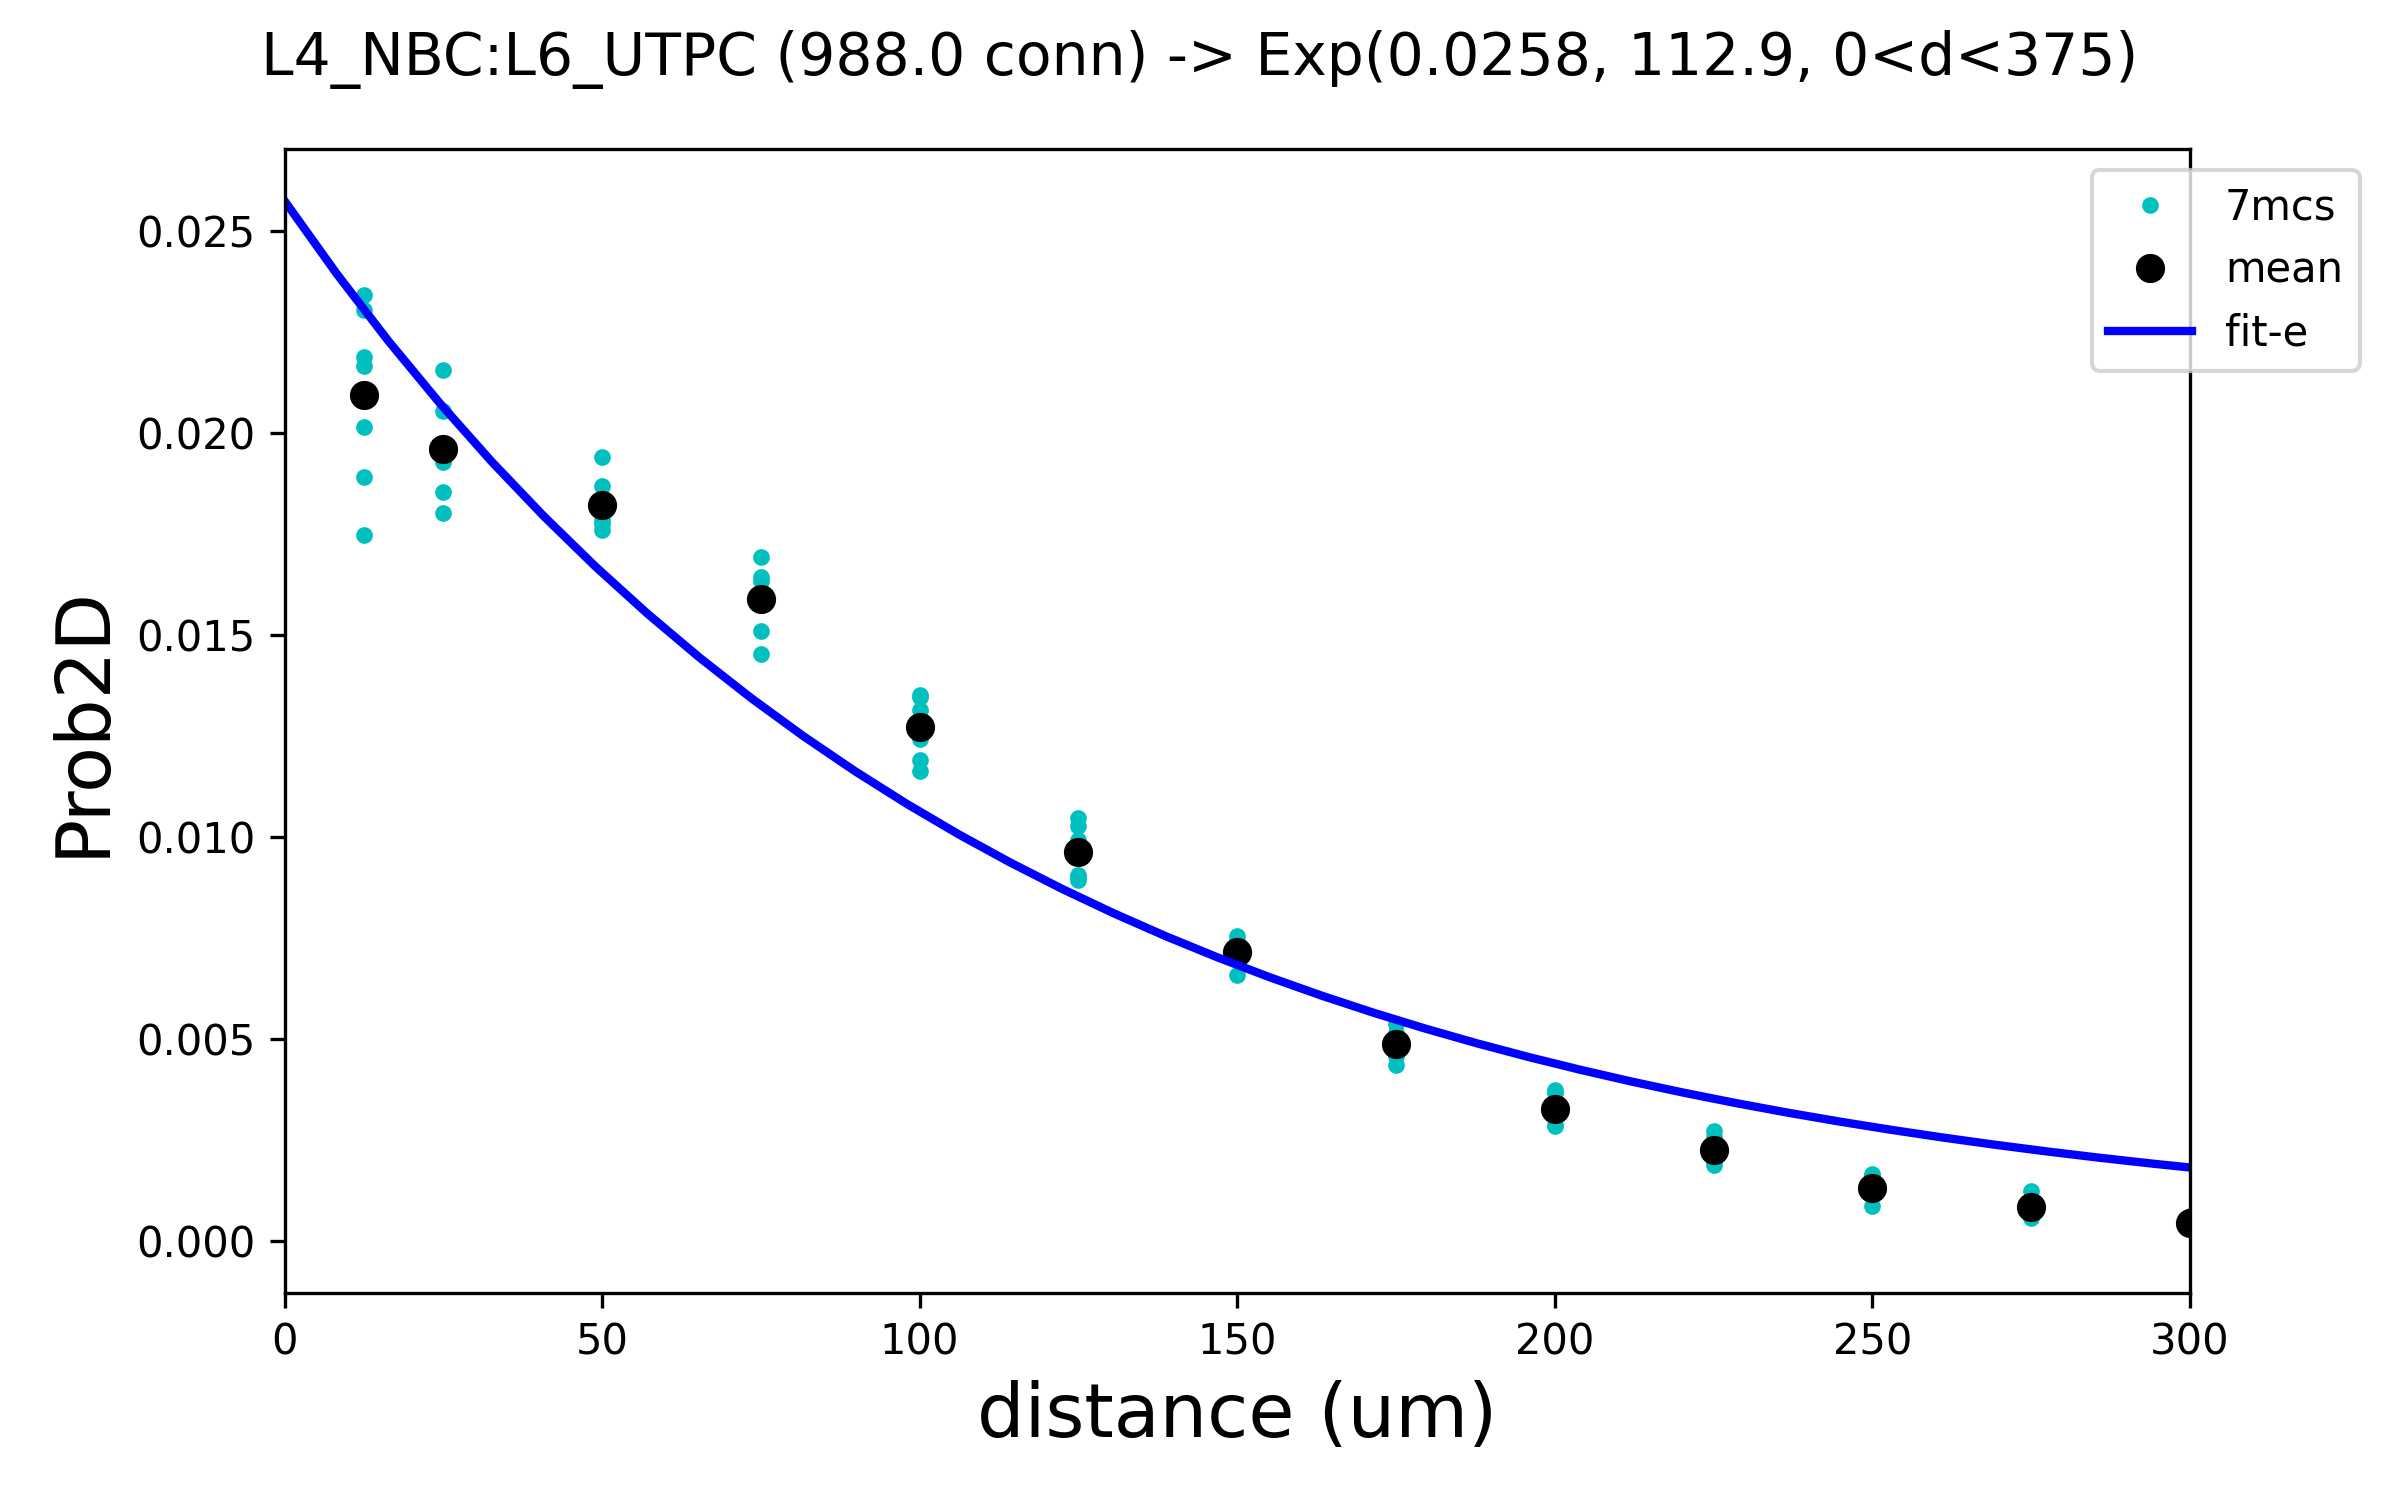 L4_NBC:L6_UTPC (988.0 conn) -> Exp(0.0258, 112.9, 0<d<375)
7mcs
mean
fit-e
Prob2D
0.025
0.020
0.015
0.010
0.005
0.000
0 50 100 150 200 250 300
distance (um)